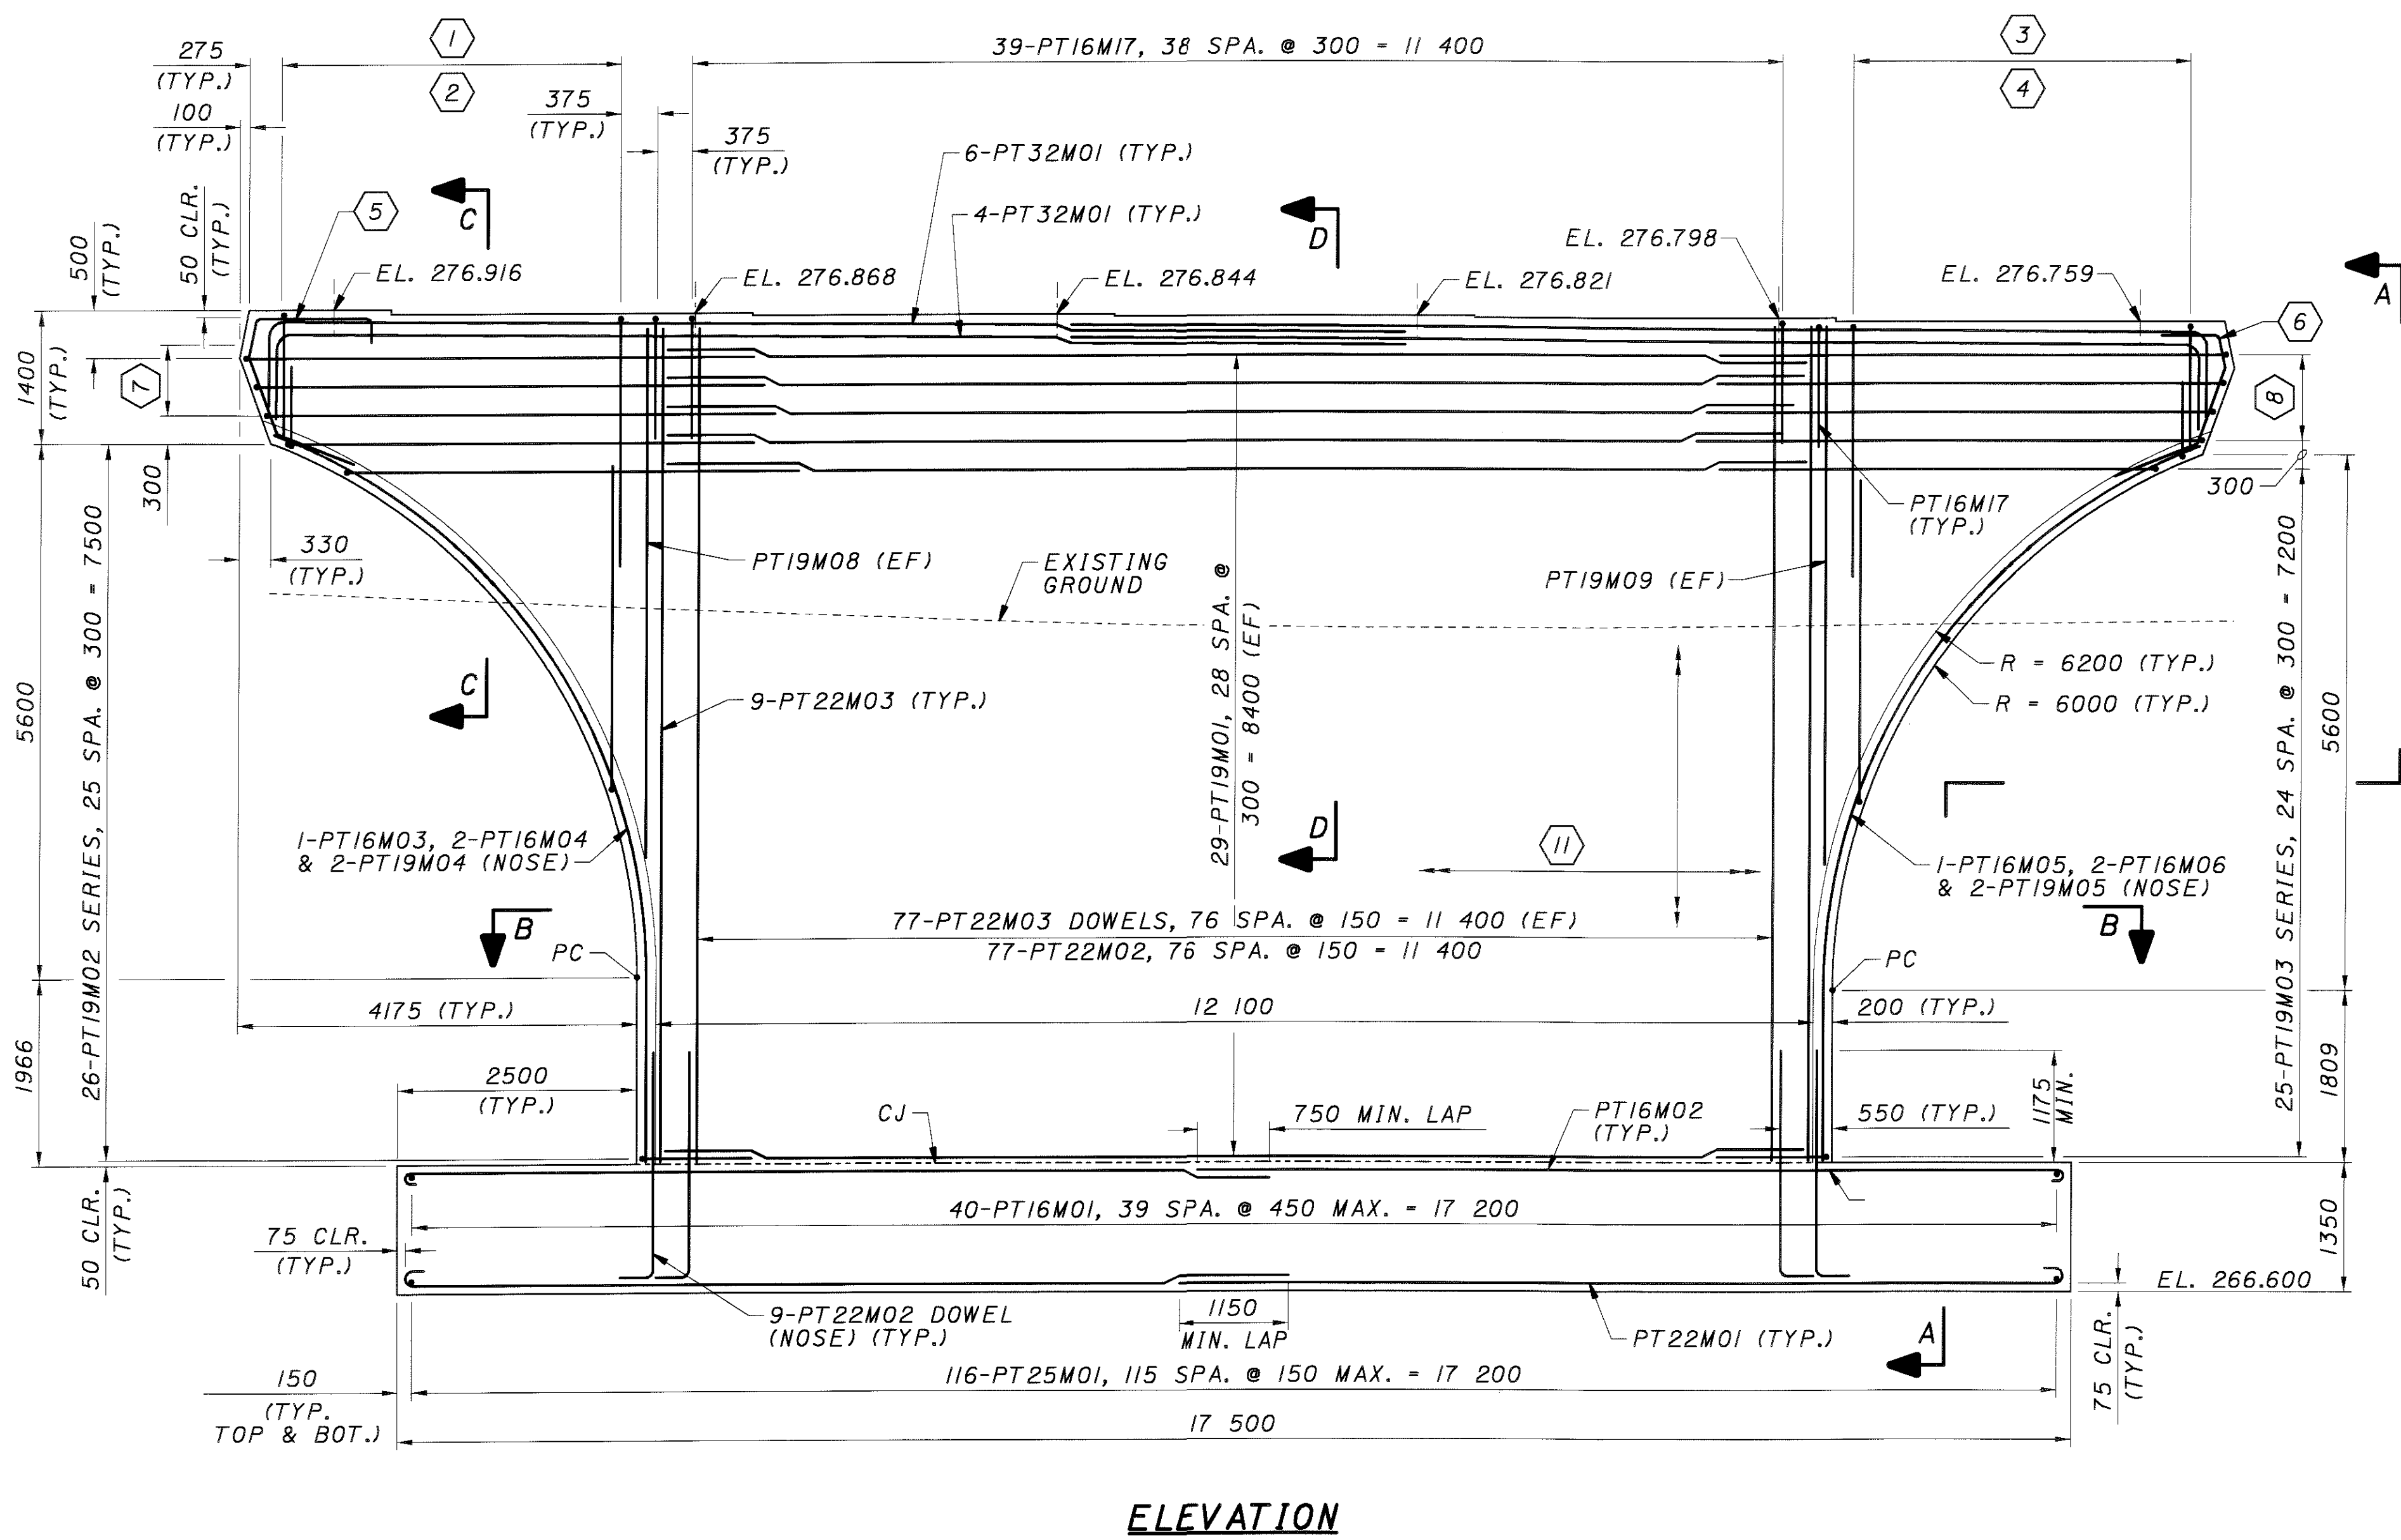 275
(TYP.)
100
(TYP.)
1
2
39-PT16M17, 38 SPA. @ 300 = 11 400
3
4
375
(TYP.)
375
(TYP.)
6-PT32M01 (TYP.)
4-PT32M01 (TYP.)
500
(TYP.)
50 CLR.
(TYP.)
5
C
D
A
EL. 276.916
EL. 276.868
EL. 276.844
EL. 276.821
EL. 276.798
EL. 276.759
6
1400
(TYP.)
7
8
300
300
330
(TYP.)
PT16M17
(TYP.)
PT19M08 (EF)
EXISTING
GROUND
PT19M09 (EF)
29-PT19M01, 28 SPA. @
300 = 8400 (EF)
R = 6200 (TYP.)
R = 6000 (TYP.)
C
9-PT22M03 (TYP.)
5600
26-PT19M02 SERIES, 25 SPA. @ 300 = 7500
5600
25-PT19M03 SERIES, 24 SPA. @ 300 = 7200
1-PT16M03, 2-PT16M04
& 2-PT19M04 (NOSE)
D
11
1-PT16M05, 2-PT16M06
& 2-PT19M05 (NOSE)
B
77-PT22M03 DOWELS, 76 SPA. @ 150 = 11 400 (EF)
77-PT22M02, 76 SPA. @ 150 = 11 400
B
PC
PC
4175 (TYP.)
12 100
200 (TYP.)
1966
1809
2500
(TYP.)
CJ
750 MIN. LAP
PT16M02
(TYP.)
550 (TYP.)
1175
MIN.
50 CLR.
(TYP.)
75 CLR.
(TYP.)
40-PT16M01, 39 SPA. @ 450 MAX. = 17 200
1350
EL. 266.600
9-PT22M02 DOWEL
(NOSE) (TYP.)
1150
MIN. LAP
PT22M01 (TYP.)
A
75 CLR.
(TYP.)
150
(TYP.
TOP & BOT.)
116-PT25M01, 115 SPA. @ 150 MAX. = 17 200
17 500
ELEVATION